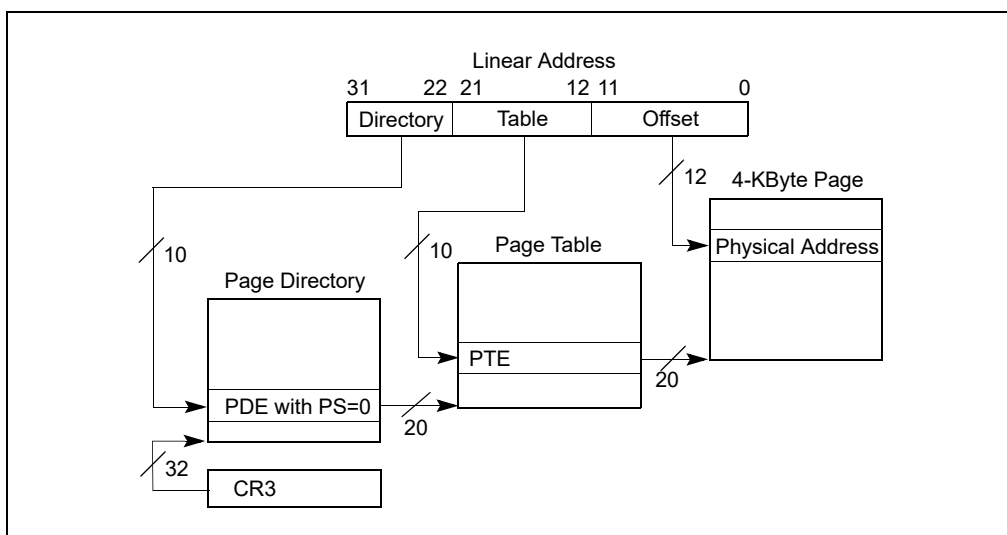 Linear Address
31 22 21 12 11 0
Directory Table Offset
12 4-KByte Page
Physical Address
10 10 Page Table
Page Directory
PTE
20
PDE with PS=0
20
32
CR3